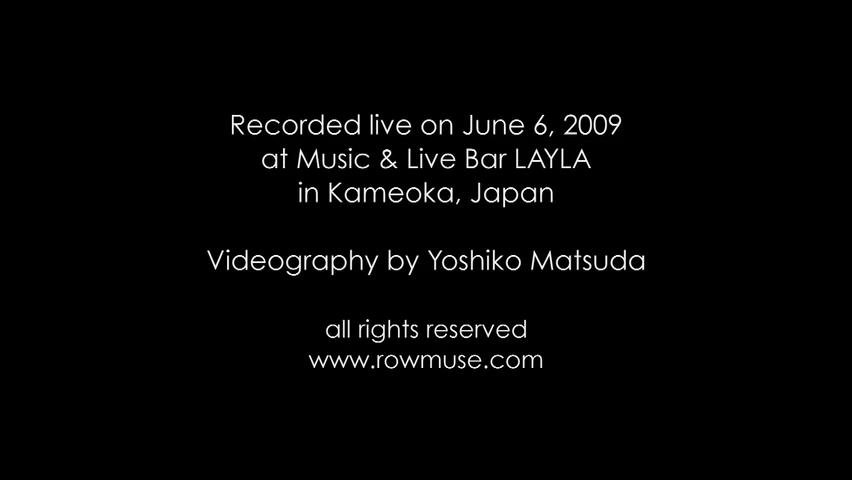 Recorded live on June 6, 2009
at Music & Live Bar LAYLA
in Kameoka, Japan
Videography by Yoshiko Matsuda
all rights reserved
www.rowmuse.com